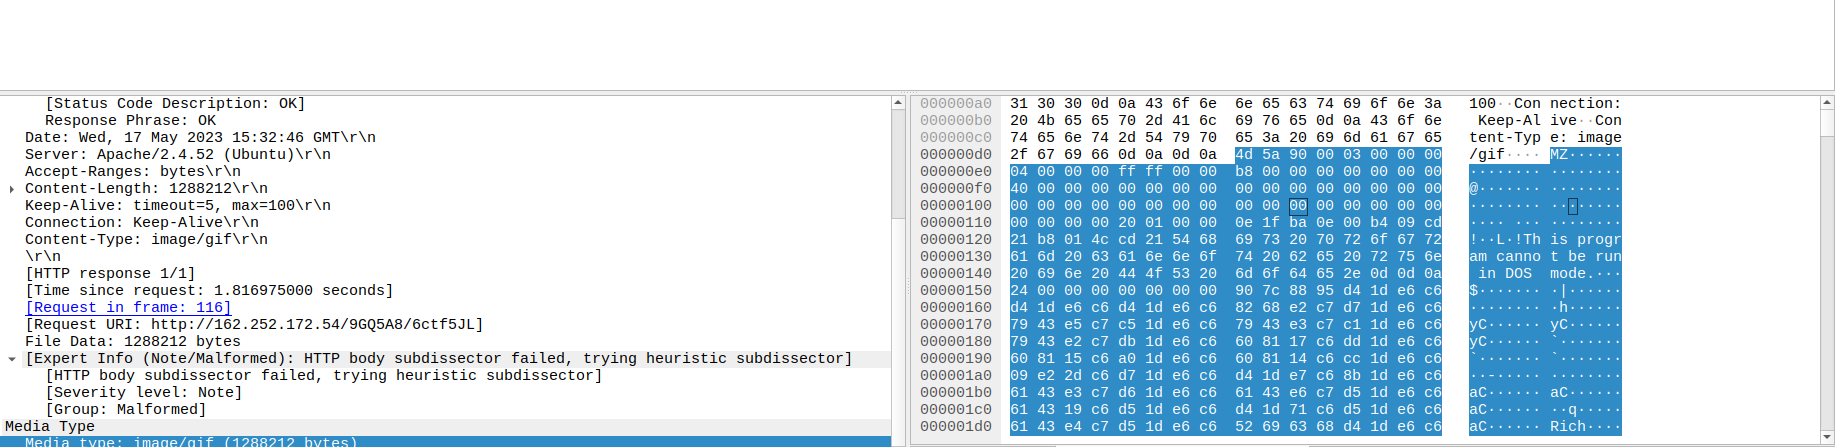 [Status Code Description: OK]
Response Phrase: OK
Date: Wed, 17 May 2023 15:32:46 GMT\r\n
Server: Apache/2.4.52 (Ubuntu)\r\n
Accept-Ranges: bytes\r\n
Content-Length: 1288212\r\n
Keep-Alive: timeout=5, max=100\r\n
Connection: Keep-Alive\r\n
Content-Type: image/gif\r\n
\r\n
[HTTP response 1/1]
[Time since request: 1.816975000 seconds]
[Request in frame: 116]
[Request URI: http://162.252.172.54/9GQ5A8/6ctf5JL]
File Data: 1288212 bytes
[Expert Info (Note/Malformed): HTTP body subdissector failed, trying heuristic subdissector]
[HTTP body subdissector failed, trying heuristic subdissector]
[Severity level: Note]
[Group: Malformed]
Media Type
Media type: image/gif (1288212 bytes)
000000a0 31 30 30 0d 0a 43 6f 6e 6e 65 63 74 69 6f 6e 3a 100··Con nection:
000000b0 20 4b 65 65 70 2d 41 6c 69 76 65 0d 0a 43 6f 6e Keep-Al ive··Con
000000c0 74 65 6e 74 2d 54 79 70 65 3a 20 69 6d 61 67 65 tent-Typ e: image
000000d0 2f 67 69 66 0d 0a 0d 0a 4d 5a 90 00 03 00 00 00 /gif···· MZ······
000000e0 04 00 00 00 ff ff 00 00 b8 00 00 00 00 00 00 00 ········ ········
000000f0 40 00 00 00 00 00 00 00 00 00 00 00 00 00 00 00 @······· ········
00000100 00 00 00 00 00 00 00 00 00 00 00 00 00 00 00 00 ········ ········
00000110 00 00 00 00 20 01 00 00 0e 1f ba 0e 00 b4 09 cd ···· ··· ········
00000120 21 b8 01 4c cd 21 54 68 69 73 20 70 72 6f 67 72 !··L·!Th is progr
00000130 61 6d 20 63 61 6e 6e 6f 74 20 62 65 20 72 75 6e am canno t be run
00000140 20 69 6e 20 44 4f 53 20 6d 6f 64 65 2e 0d 0d 0a in DOS mode.···
00000150 24 00 00 00 00 00 00 00 90 7c 88 95 d4 1d e6 c6 $······· ·|······
00000160 d4 1d e6 c6 d4 1d e6 c6 82 68 e2 c7 d7 1d e6 c6 ········ ·h······
00000170 79 43 e5 c7 c5 1d e6 c6 79 43 e3 c7 c1 1d e6 c6 yC······ yC······
00000180 79 43 e2 c7 db 1d e6 c6 60 81 17 c6 dd 1d e6 c6 yC······ `·······
00000190 60 81 15 c6 a0 1d e6 c6 60 81 14 c6 cc 1d e6 c6 `······· `·······
000001a0 09 e2 2d c6 d7 1d e6 c6 d4 1d e7 c6 8b 1d e6 c6 ··-····· ········
000001b0 61 43 e3 c7 d6 1d e6 c6 61 43 e6 c7 d5 1d e6 c6 aC······ aC······
000001c0 61 43 19 c6 d5 1d e6 c6 d4 1d 71 c6 d5 1d e6 c6 aC······ ··q·····
000001d0 61 43 e4 c7 d5 1d e6 c6 52 69 63 68 d4 1d e6 c6 aC······ Rich····